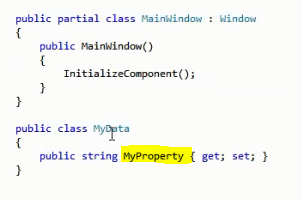 public partial class MainWindow : Window
{
public MainWindow()
{
InitializeComponent();
}
}
public class MyData
{
public string MyProperty { get; set; }
}